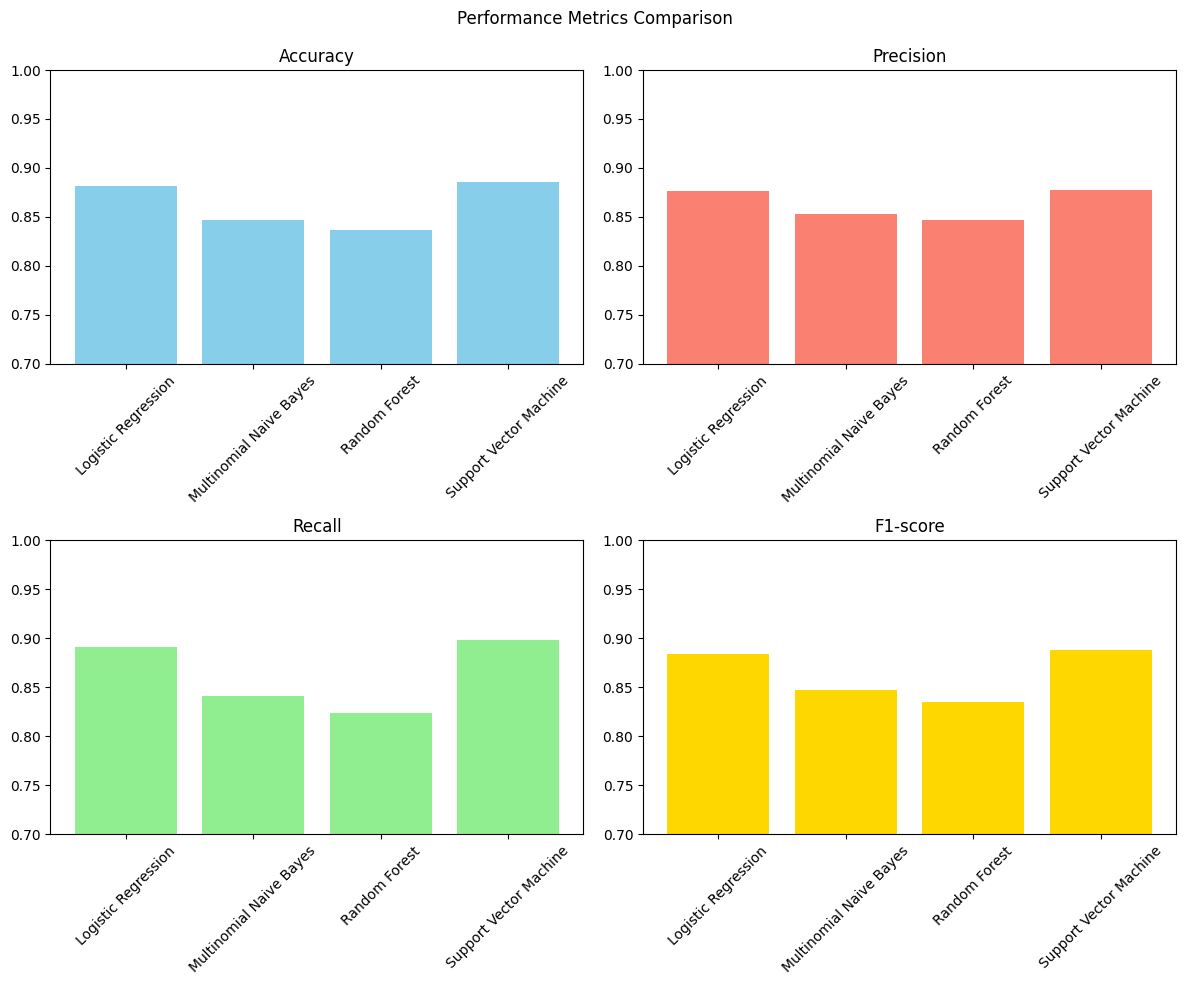 Performance Metrics Comparison
Accuracy
1.00
0.95
0.90
0.85
0.80
0.75
0.70
Logistic Regression
Multinomial Naive Bayes
Random Forest
Support Vector Machine
Precision
1.00
0.95
0.90
0.85
0.80
0.75
0.70
Logistic Regression
Multinomial Naive Bayes
Random Forest
Support Vector Machine
Recall
1.00
0.95
0.90
0.85
0.80
0.75
0.70
Logistic Regression
Multinomial Naive Bayes
Random Forest
Support Vector Machine
F1-score
1.00
0.95
0.90
0.85
0.80
0.75
0.70
Logistic Regression
Multinomial Naive Bayes
Random Forest
Support Vector Machine